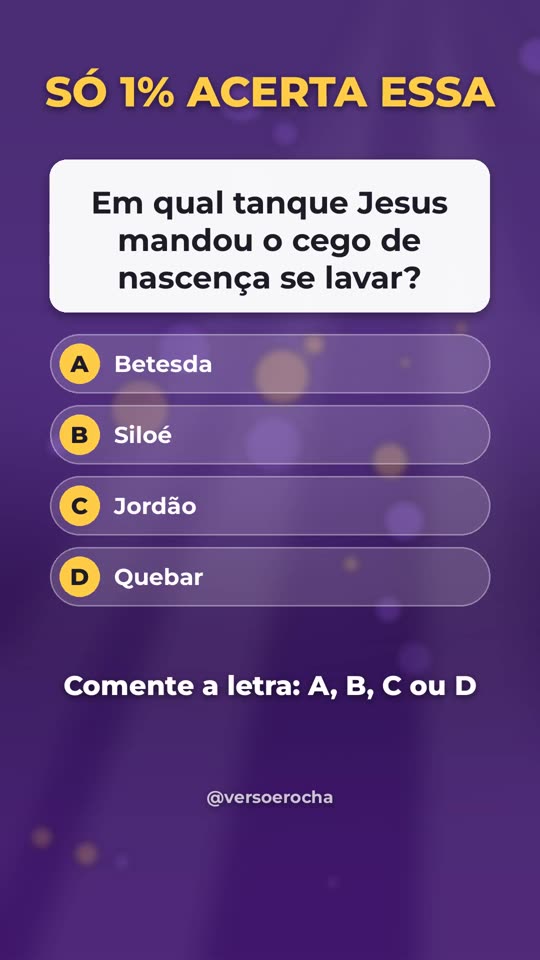 SÓ 1% ACERTA ESSA
Em qual tanque Jesus
mandou o cego de
nascença se lavar?
A Betesda
B Siloé
C Jordão
D Quebar
Comente a letra: A, B, C ou D
@versoerocha